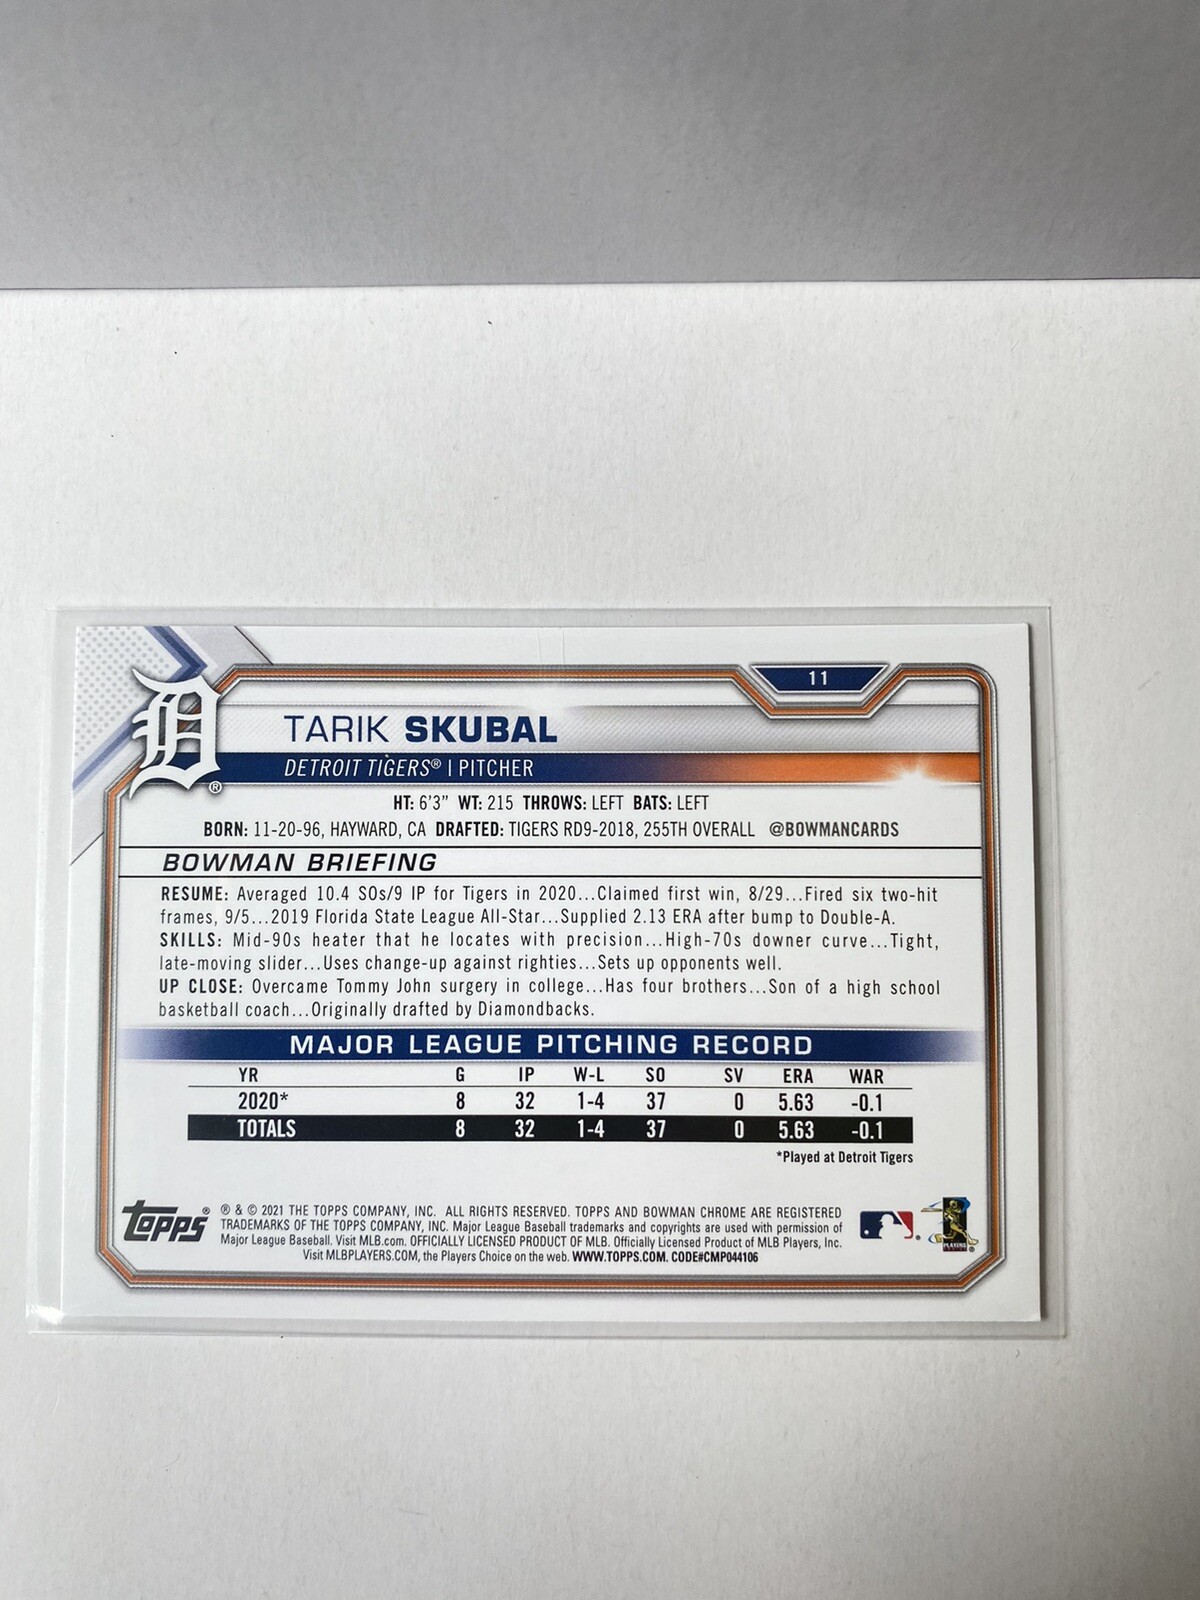 11
TARIK SKUBAL
DETROIT TIGERS® | PITCHER
®
HT: 6'3" WT: 215 THROWS: LEFT BATS: LEFT
BORN: 11-20-96, HAYWARD, CA DRAFTED: TIGERS RD9-2018, 255TH OVERALL @BOWMANCARDS
BOWMAN BRIEFING
RESUME: Averaged 10.4 SOs/9 IP for Tigers in 2020...Claimed first win, 8/29...Fired six two-hit
frames, 9/5...2019 Florida State League All-Star...Supplied 2.13 ERA after bump to Double-A.
SKILLS: Mid-90s heater that he locates with precision...High-70s downer curve...Tight,
late-moving slider...Uses change-up against righties...Sets up opponents well.
UP CLOSE: Overcame Tommy John surgery in college...Has four brothers...Son of a high school
basketball coach...Originally drafted by Diamondbacks.
MAJOR LEAGUE PITCHING RECORD
YR G IP W-L SO SV ERA WAR
2020* 8 32 1-4 37 0 5.63 -0.1
TOTALS 8 32 1-4 37 0 5.63 -0.1
*Played at Detroit Tigers
topps®
® & © 2021 THE TOPPS COMPANY, INC. ALL RIGHTS RESERVED. TOPPS AND BOWMAN CHROME ARE REGISTERED
TRADEMARKS OF THE TOPPS COMPANY, INC. Major League Baseball trademarks and copyrights are used with permission of
Major League Baseball. Visit MLB.com. OFFICIALLY LICENSED PRODUCT OF MLB. Officially Licensed Product of MLB Players, Inc.
Visit MLBPLAYERS.COM, the Players Choice on the web. WWW.TOPPS.COM. CODE#CMP044106